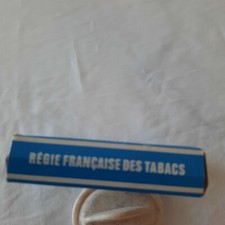 RÉGIE FRANÇAISE DES TABACS